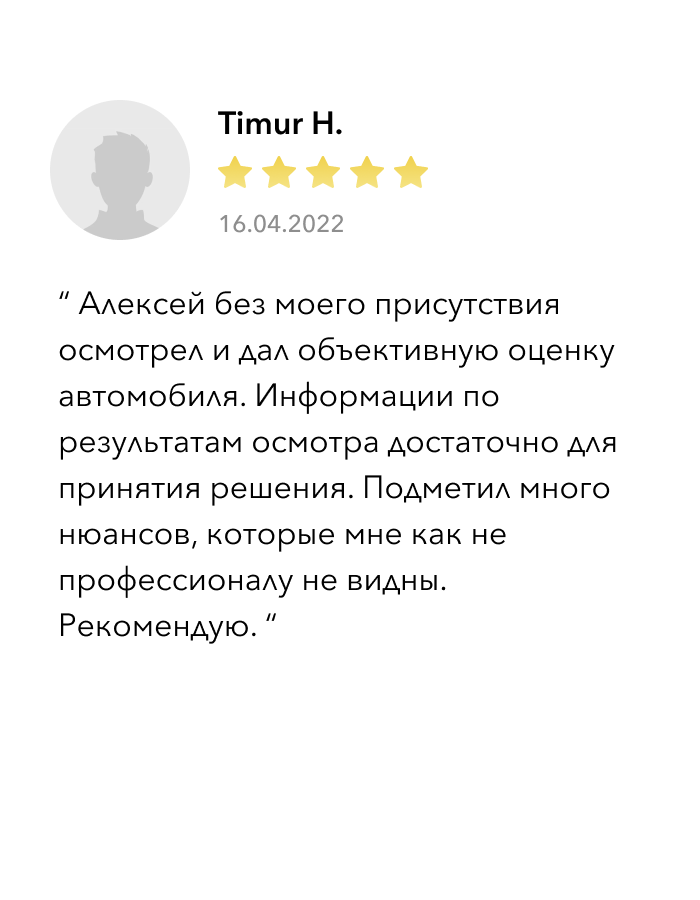 Timur H.
16.04.2022
“ Алексей без моего присутствия
осмотрел и дал объективную оценку
автомобиля. Информации по
результатам осмотра достаточно для
принятия решения. Подметил много
нюансов, которые мне как не
профессионалу не видны.
Рекомендую. “